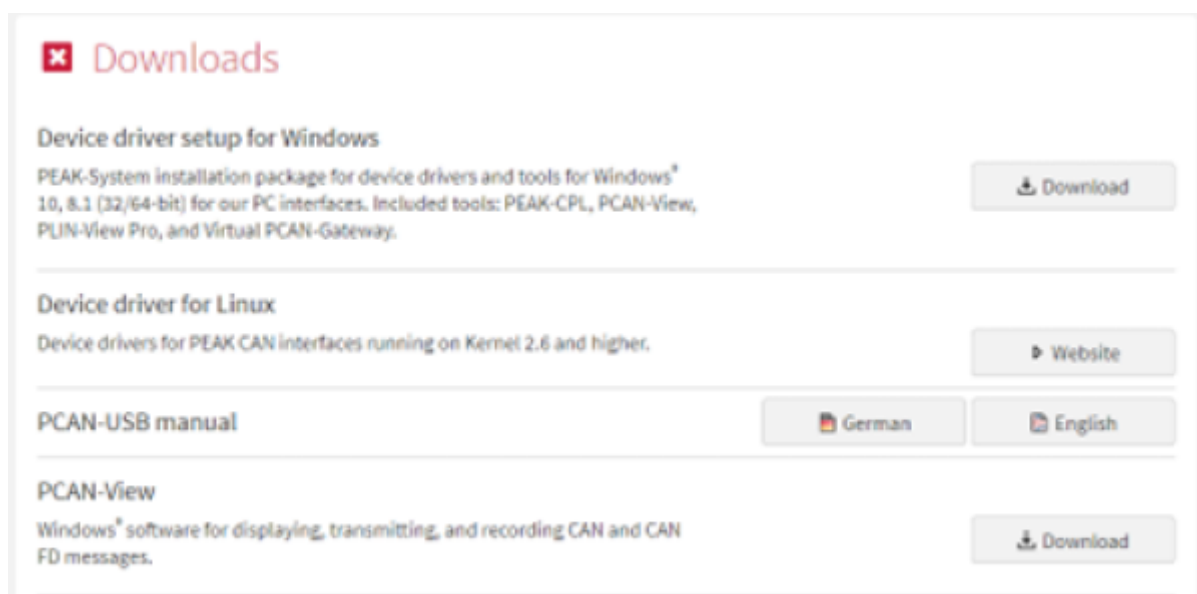 Downloads
Device driver setup for Windows
PEAK-System installation package for device drivers and tools for Windows®
10, 8.1 (32/64-bit) for our PC interfaces. Included tools: PEAK-CPL, PCAN-View,
PLIN-View Pro, and Virtual PCAN-Gateway.
Download
Device driver for Linux
Device drivers for PEAK CAN interfaces running on Kernel 2.6 and higher.
Website
PCAN-USB manual
German
English
PCAN-View
Windows® software for displaying, transmitting, and recording CAN and CAN
FD messages.
Download